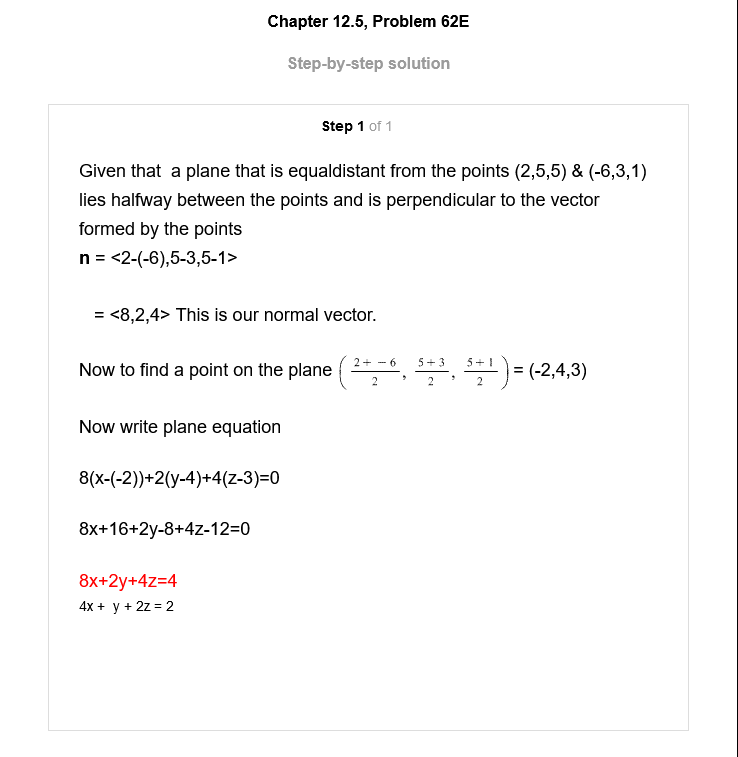 Chapter 12.5, Problem 62E
Step-by-step solution
Step 1 of 1
Given that a plane that is equaldistant from the points (2,5,5) & (-6,3,1)
lies halfway between the points and is perpendicular to the vector
formed by the points
n = <2-(-6),5-3,5-1>
= <8,2,4> This is our normal vector.
Now to find a point on the plane ( (2+ −6)/2, (5+3)/2, (5+1)/2 ) = (-2,4,3)
Now write plane equation
8(x-(-2))+2(y-4)+4(z-3)=0
8x+16+2y-8+4z-12=0
8x+2y+4z=4
4x + y + 2z = 2